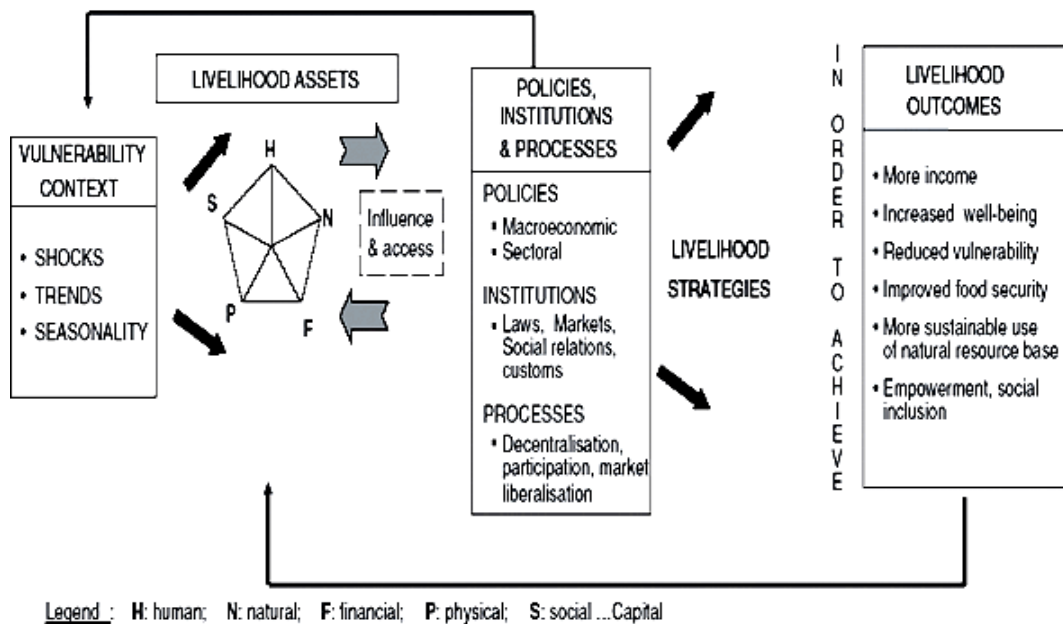 LIVELIHOOD ASSETS
VULNERABILITY
CONTEXT
• SHOCKS
• TRENDS
• SEASONALITY
H
S
N
P
F
Influence
& access
POLICIES,
INSTITUTIONS
& PROCESSES
POLICIES
• Macroeconomic
• Sectoral
INSTITUTIONS
• Laws, Markets,
Social relations,
customs
PROCESSES
• Decentralisation,
participation, market
liberalisation
LIVELIHOOD
STRATEGIES
IN ORDER TO ACHIEVE
LIVELIHOOD
OUTCOMES
• More income
• Increased well-being
• Reduced vulnerability
• Improved food security
• More sustainable use
of natural resource base
• Empowerment, social
inclusion
Legend : H: human; N: natural; F: financial; P: physical; S: social ...Capital